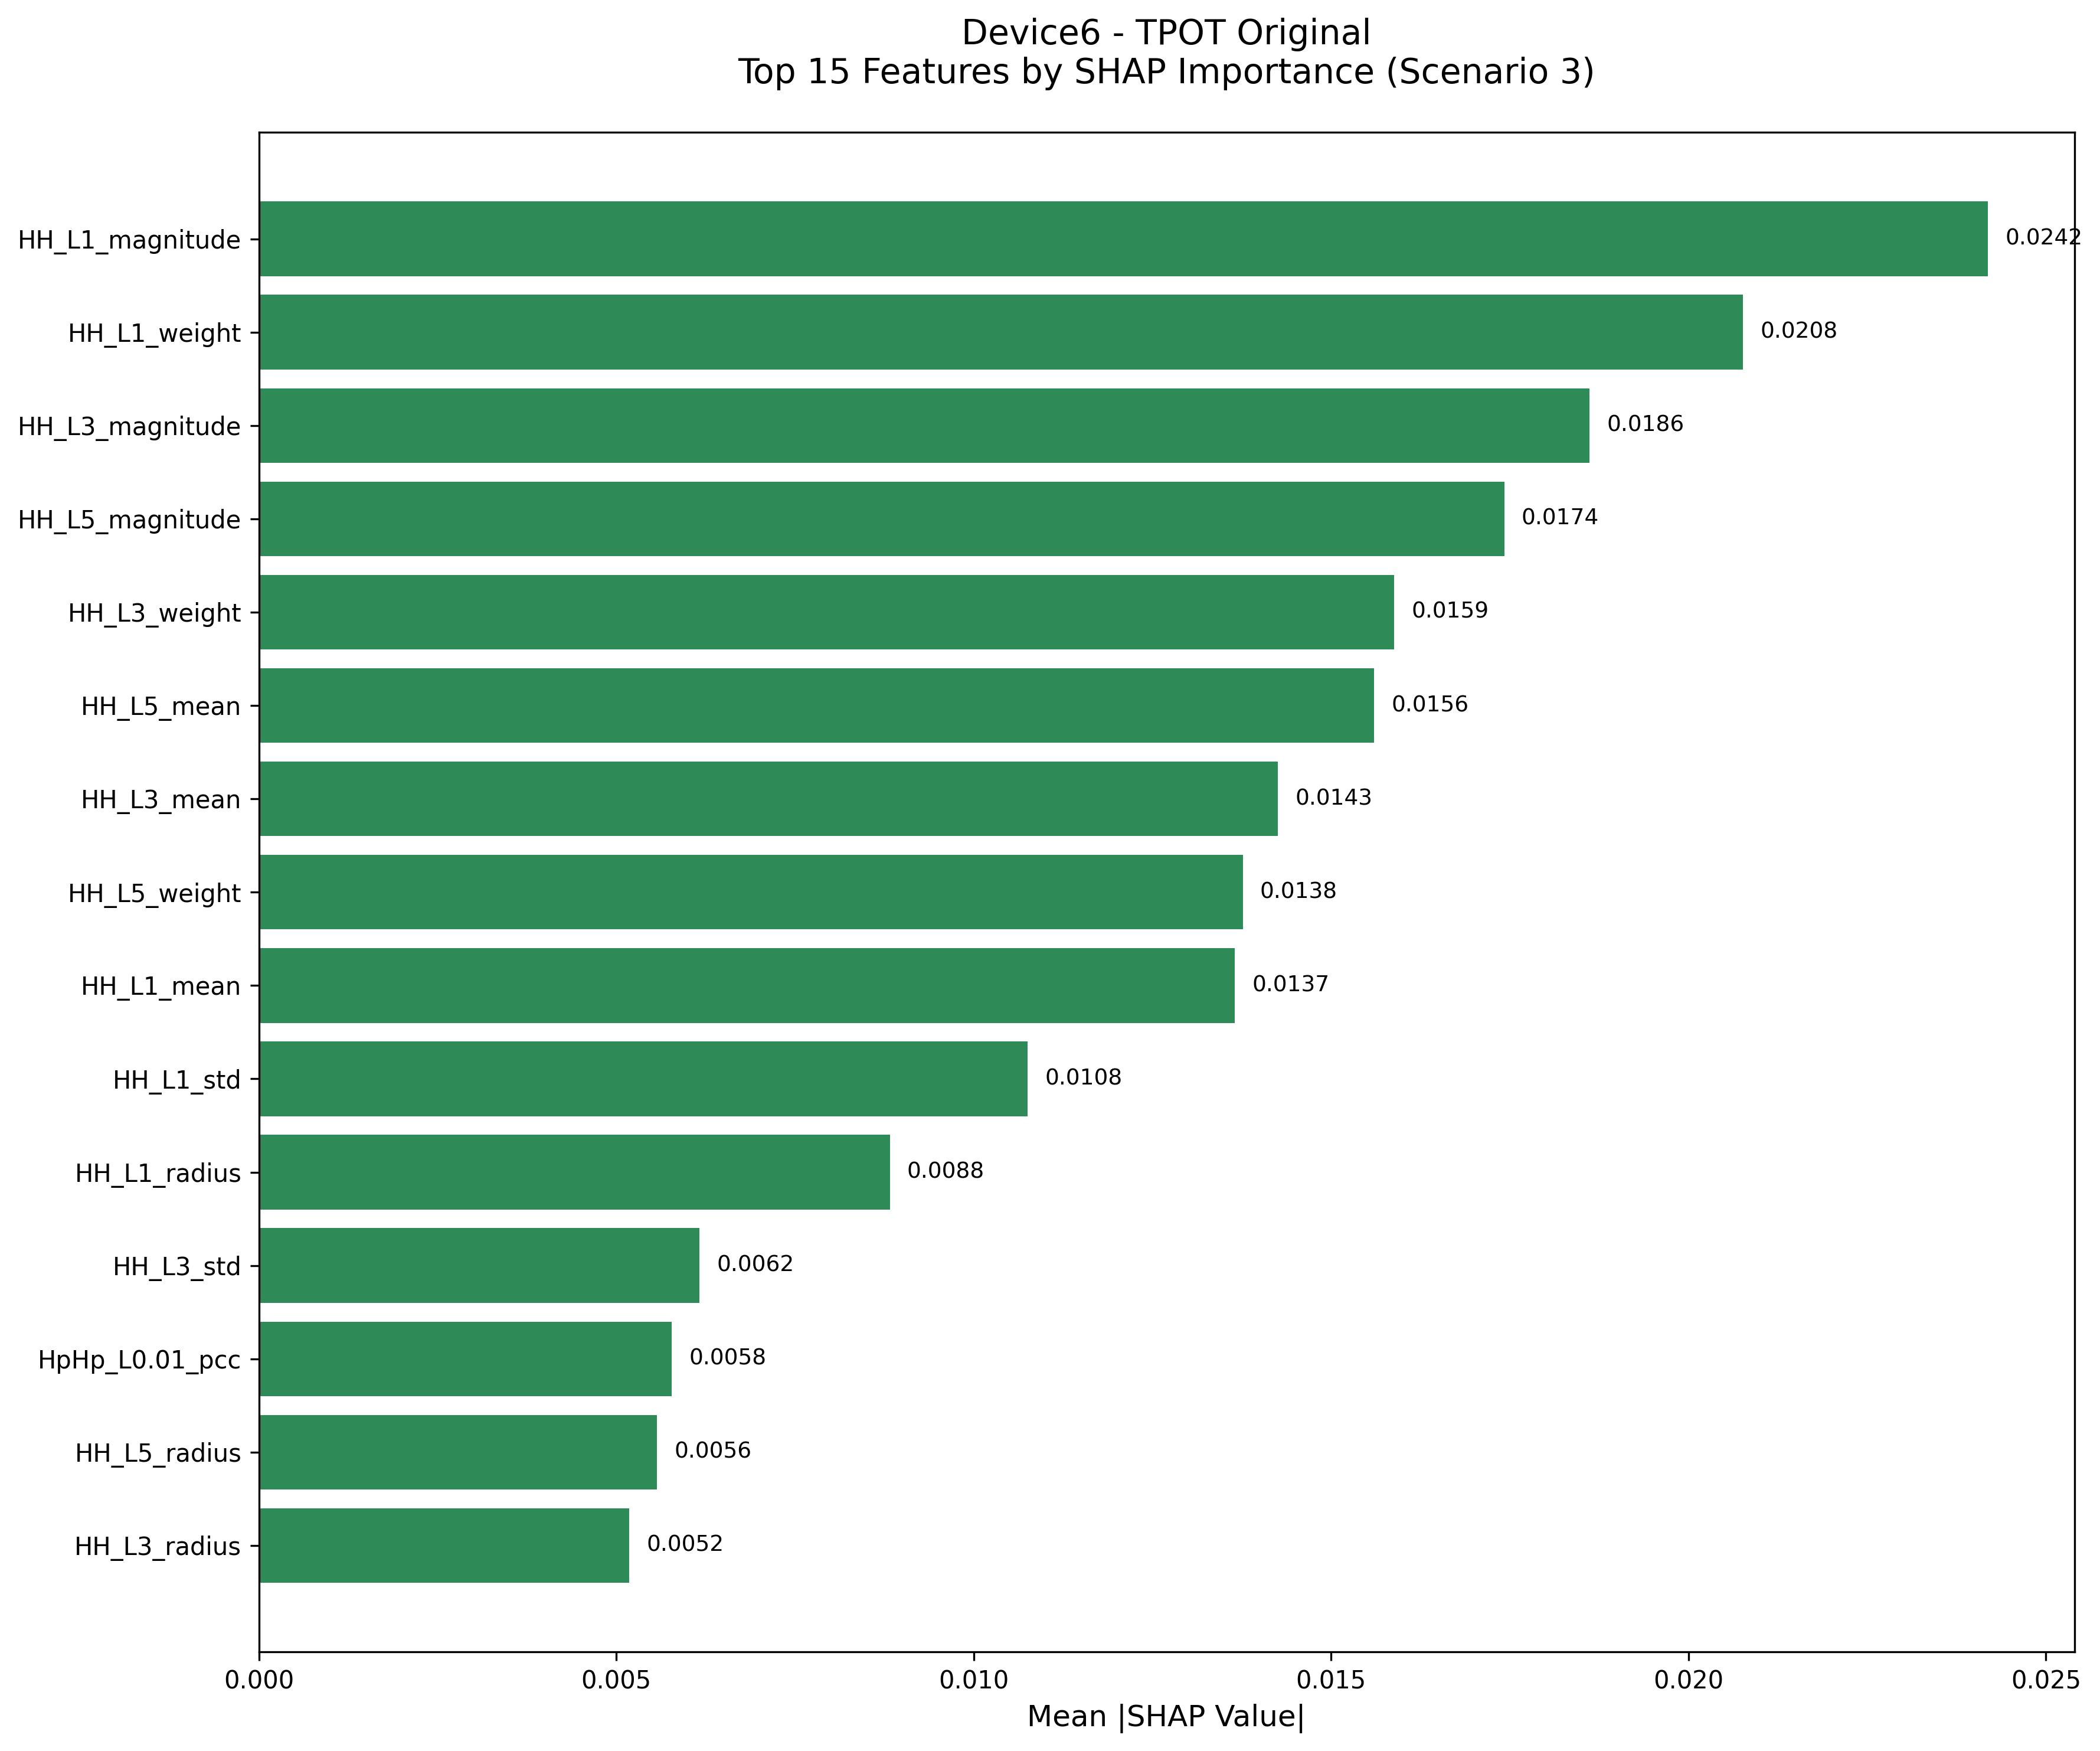 Device6 - TPOT Original
Top 15 Features by SHAP Importance (Scenario 3)
HH_L1_magnitude 0.0242
HH_L1_weight 0.0208
HH_L3_magnitude 0.0186
HH_L5_magnitude 0.0174
HH_L3_weight 0.0159
HH_L5_mean 0.0156
HH_L3_mean 0.0143
HH_L5_weight 0.0138
HH_L1_mean 0.0137
HH_L1_std 0.0108
HH_L1_radius 0.0088
HH_L3_std 0.0062
HpHp_L0.01_pcc 0.0058
HH_L5_radius 0.0056
HH_L3_radius 0.0052
0.000 0.005 0.010 0.015 0.020 0.025
Mean |SHAP Value|